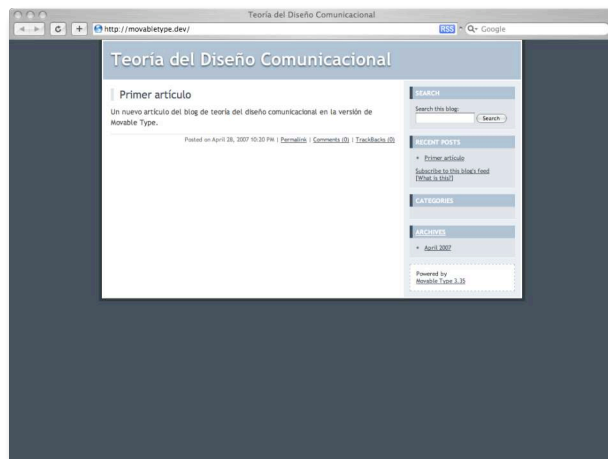 Teoría del Diseño Comunicacional
http://movabletype.dev/
RSS
Google
Teoría del Diseño Comunicacional
Primer artículo
Un nuevo artículo del blog de teoría del diseño comunicacional en la versión de
Movable Type.
Posted on April 28, 2007 10:20 PM | Permalink | Comments (0) | TrackBacks (0)
SEARCH
Search this blog:
Search
RECENT POSTS
Primer artículo
Subscribe to this blog's feed
[What is this?]
CATEGORIES
ARCHIVES
April 2007
Powered by
Movable Type 3.35